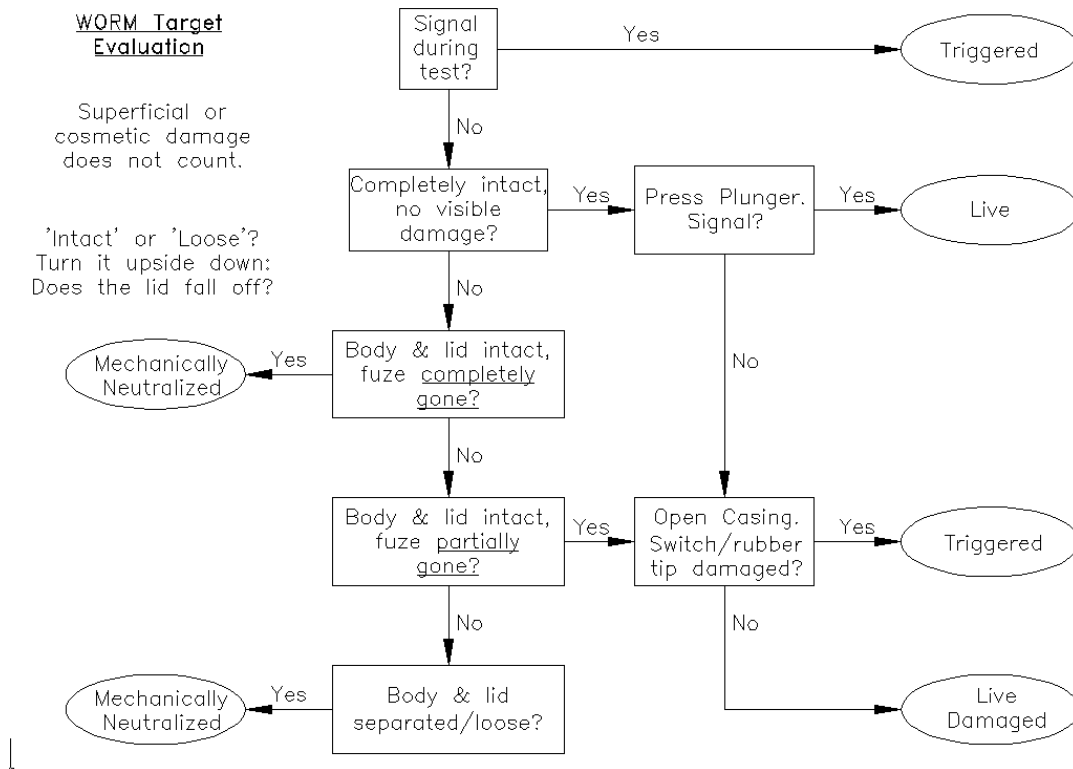 WORM Target
Evaluation
Superficial or
cosmetic damage
does not count.
'Intact' or 'Loose'?
Turn it upside down:
Does the lid fall off?
Signal
during
test?
Yes
Triggered
No
Completely intact,
no visible
damage?
Yes
Press Plunger.
Signal?
Yes
Live
No
No
Body & lid intact,
fuze completely
gone?
Yes
Mechanically
Neutralized
No
Body & lid intact,
fuze partially
gone?
Yes
Open Casing.
Switch/rubber
tip damaged?
Yes
Triggered
No
No
Body & lid
separated/loose?
Yes
Mechanically
Neutralized
Live
Damaged